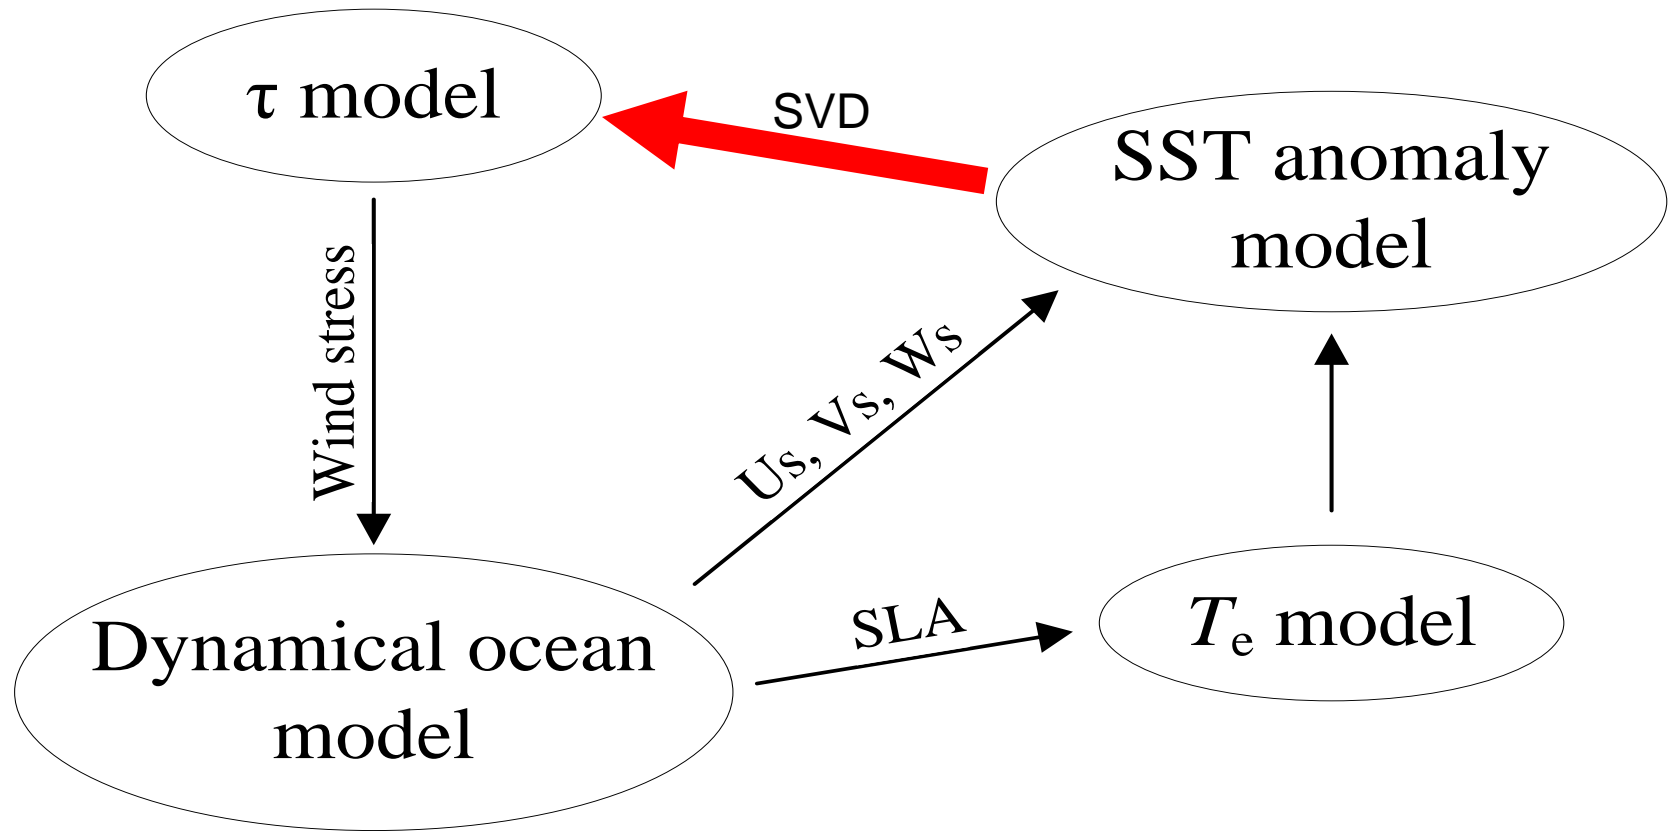 τ model
SVD
SST anomaly
model
Wind stress
Us, Vs, Ws
Dynamical ocean
model
SLA
Te model